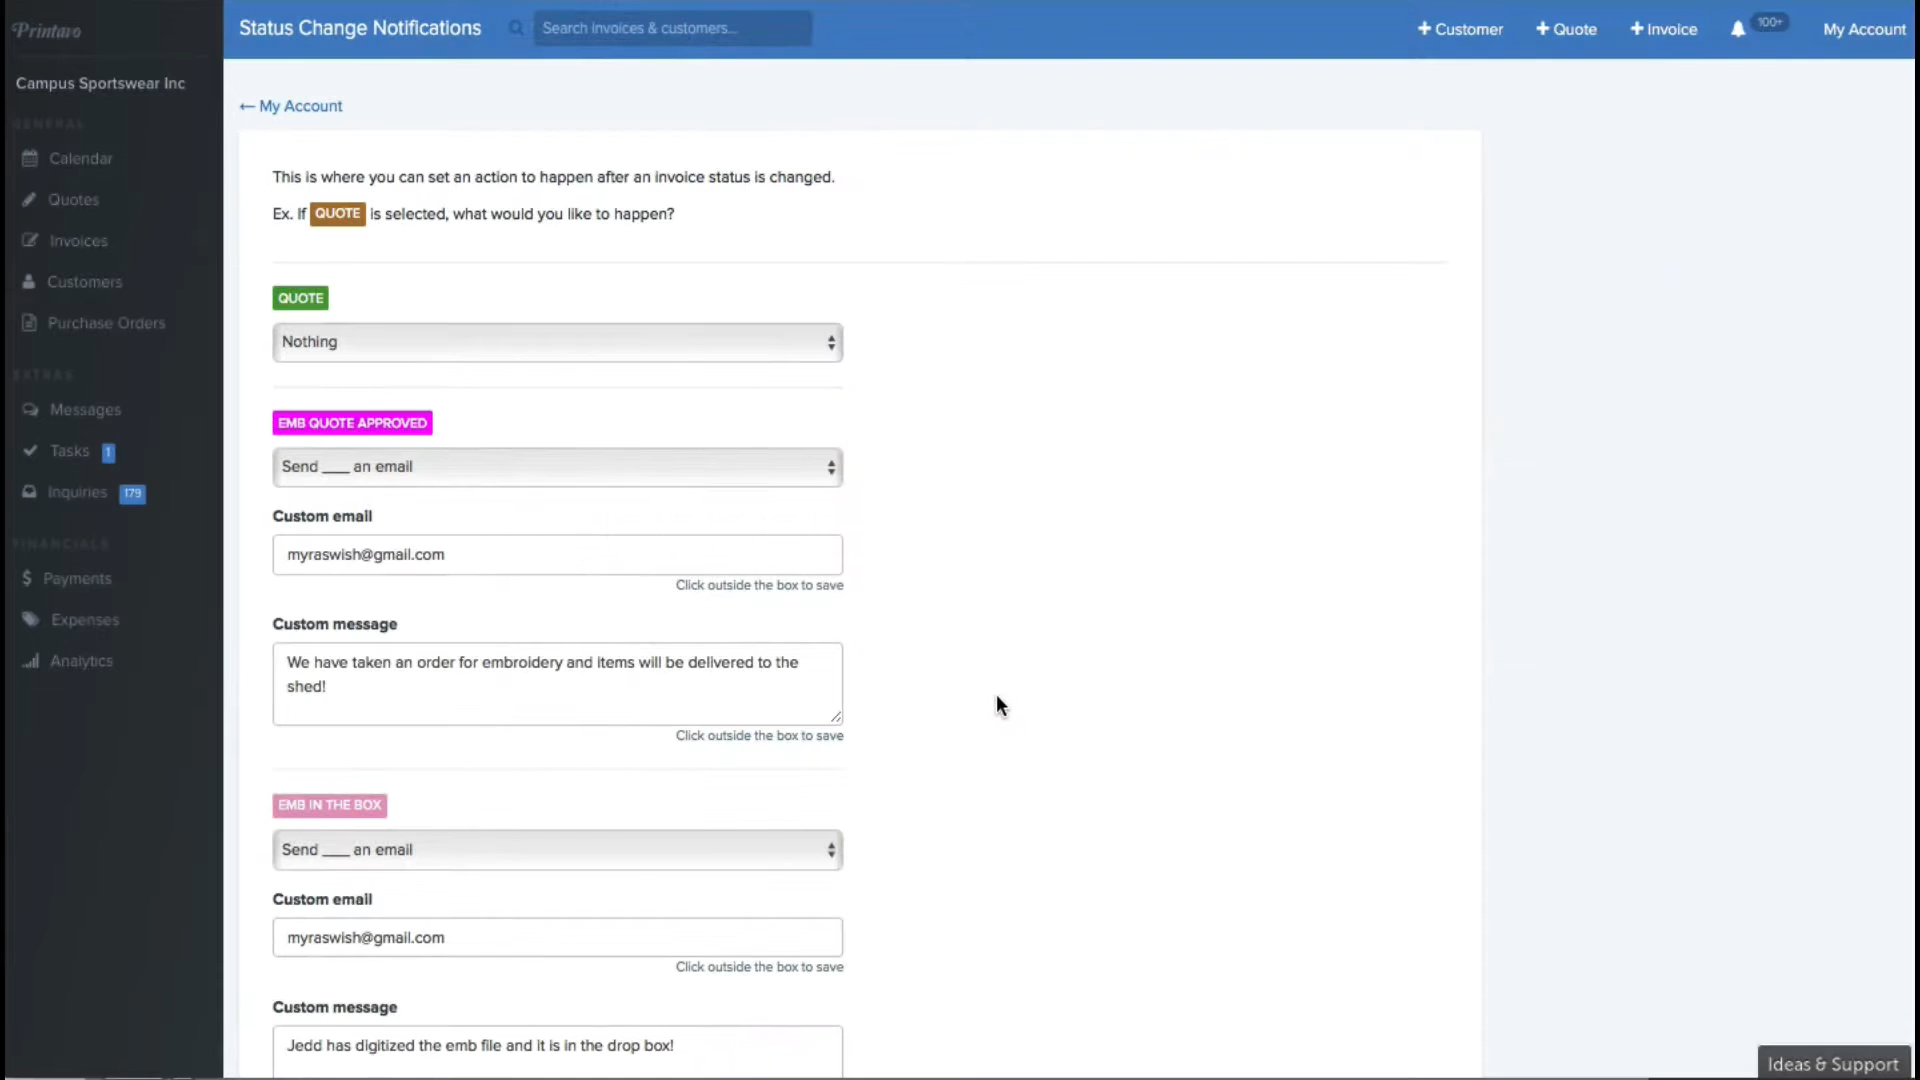 Printavo
Status Change Notifications
Search invoices & customers...
+ Customer
+ Quote
+ Invoice
100+
My Account
Campus Sportswear Inc
GENERAL
Calendar
Quotes
Invoices
Customers
Purchase Orders
EXTRAS
Messages
Tasks 1
Inquiries 179
FINANCIALS
$ Payments
Expenses
Analytics
← My Account
This is where you can set an action to happen after an invoice status is changed.
Ex. If QUOTE is selected, what would you like to happen?
QUOTE
Nothing
EMB QUOTE APPROVED
Send ___ an email
Custom email
myraswish@gmail.com
Click outside the box to save
Custom message
We have taken an order for embroidery and items will be delivered to the
shed!
Click outside the box to save
EMB IN THE BOX
Send ___ an email
Custom email
myraswish@gmail.com
Click outside the box to save
Custom message
Jedd has digitized the emb file and it is in the drop box!
Ideas & Support